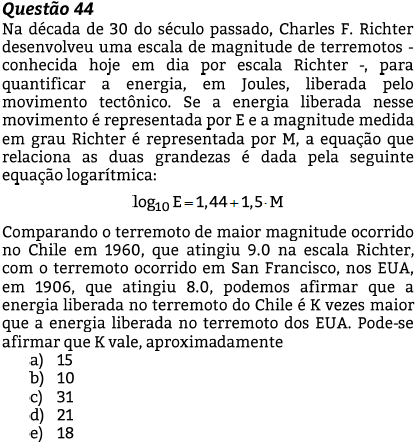 Questão 44
Na década de 30 do século passado, Charles F. Richter
desenvolveu uma escala de magnitude de terremotos -
conhecida hoje em dia por escala Richter -, para
quantificar a energia, em Joules, liberada pelo
movimento tectônico. Se a energia liberada nesse
movimento é representada por E e a magnitude medida
em grau Richter é representada por M, a equação que
relaciona as duas grandezas é dada pela seguinte
equação logarítmica:
log₁₀ E = 1,44 + 1,5 · M
Comparando o terremoto de maior magnitude ocorrido
no Chile em 1960, que atingiu 9.0 na escala Richter,
com o terremoto ocorrido em San Francisco, nos EUA,
em 1906, que atingiu 8.0, podemos afirmar que a
energia liberada no terremoto do Chile é K vezes maior
que a energia liberada no terremoto dos EUA. Pode-se
afirmar que K vale, aproximadamente
a) 15
b) 10
c) 31
d) 21
e) 18